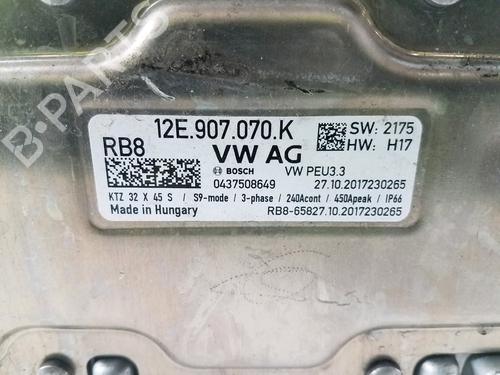 12E.907.070.K
RB8
VW AG
SW: 2175
HW: H17
BOSCH
VW PEU3.3
0437508649
27.10.2017230265
KTZ 32 X 45 S / S9-mode / 3-phase / 240Acont / 450Apeak / IP66
Made in Hungary
RB8-65827.10.2017230265
B-PARTS